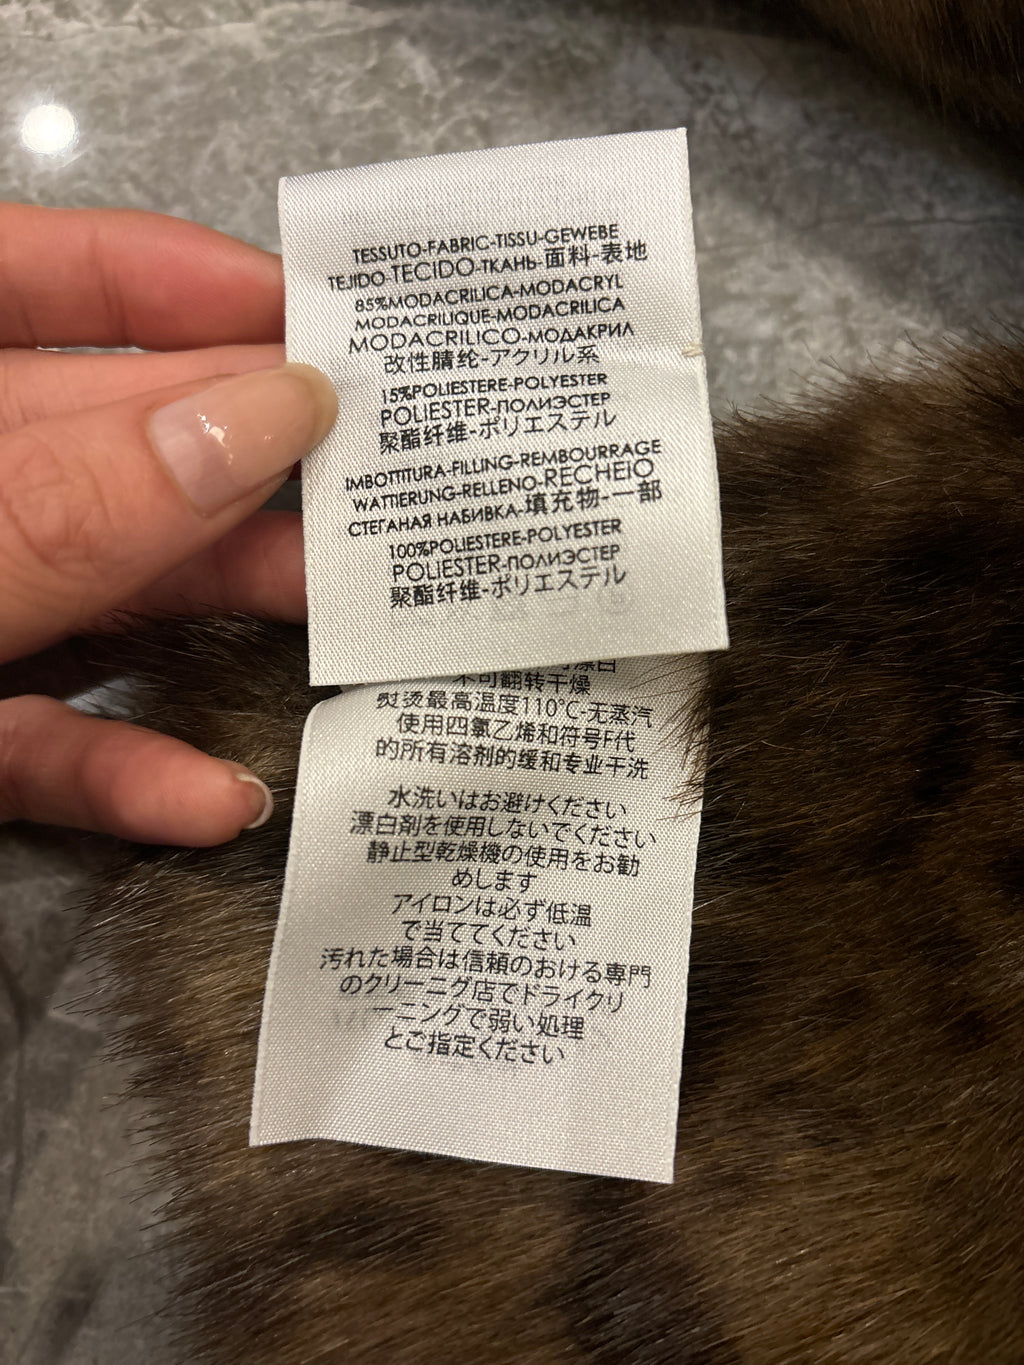 TESSUTO-FABRIC-TISSU-GEWEBE
TEJIDO-TECIDO-ТКАНЬ-面料-表地
85%MODACRILICA-MODACRYL
MODACRILIQUE-MODACRILICA
MODACRILICO-МОДАКРИЛ
改性腈纶-アクリル系
15%POLIESTERE-POLYESTER
POLIESTER-ПОЛИЭСТЕР
聚酯纤维-ポリエステル
IMBOTTITURA-FILLING-REMBOURRAGE
WATTIERUNG-RELLENO-RECHEIO
СТЕГАНАЯ НАБИВКА-填充物-一部
100%POLIESTERE-POLYESTER
POLIESTER-ПОЛИЭСТЕР
聚酯纤维-ポリエステル
漂白
不可翻转干燥
熨烫最高温度110°C-无蒸汽
使用四氯乙烯和符号F代
的所有溶剂的缓和专业干洗
水洗いはお避けください
漂白剤を使用しないでください
静止型乾燥機の使用をお勧
めします
アイロンは必ず低温
で当ててください
汚れた場合は信頼のおける専門
のクリーニグ店でドライクリ
ーニングで弱い処理
とご指定ください